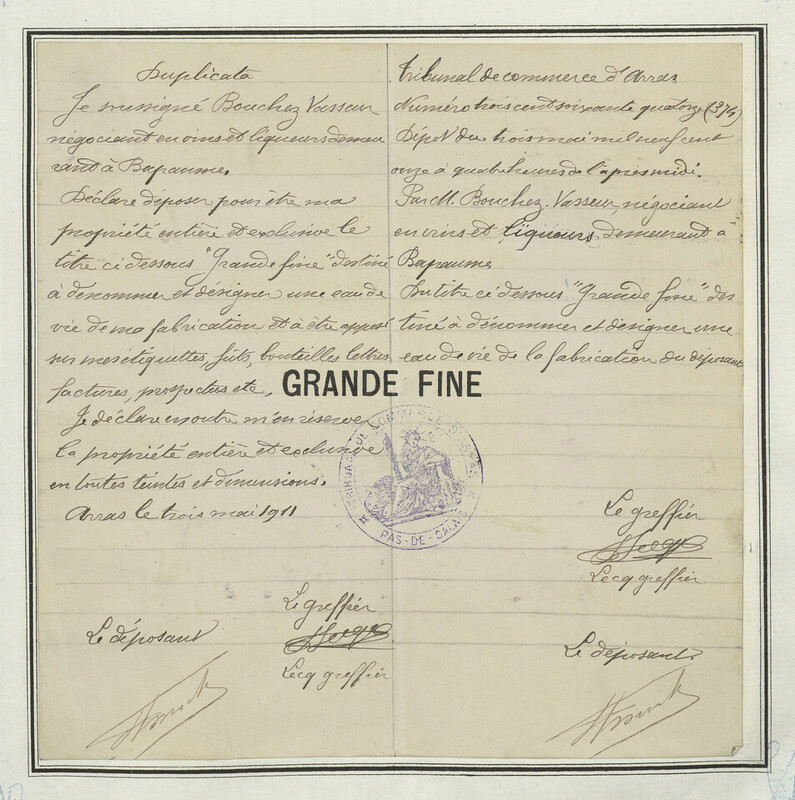 Duplicata
Je soussigné Bouchez Vasseur
négociant en vins et liqueurs demeu
rant à Bapaume,
Déclare déposer pour être ma
propriété entière et exclusive le
titre ci dessous "Grande fine" destiné
à dénommer et désigner une eau de
vie de ma fabrication et à être apposé
sur mes étiquettes, fûts, bouteilles lettres,
factures, prospectus etc,
Je déclare en outre m'en réserver
la propriété entière et exclusive
en toutes teintes et dimensions.
Arras le trois mai 1911
Le greffier
Lecq greffier
Le déposant
Tribunal de commerce d'Arras
Numéro trois cent soixante quatorze (374)
Dépôt du trois mai mil neuf cent
onze à quatre heures de l'après midi.
Par M. Bouchez-Vasseur, négociant
en vins et liqueurs, demeurant à
Bapaume
Du titre ci dessous "Grande fine" des
tiné à dénommer et désigner une
eau de vie de la fabrication du déposant
GRANDE FINE
TRIBUNAL DE COMMERCE D'ARRAS
PAS-DE-CALAIS
Le greffier
Lecq greffier
Le déposant.